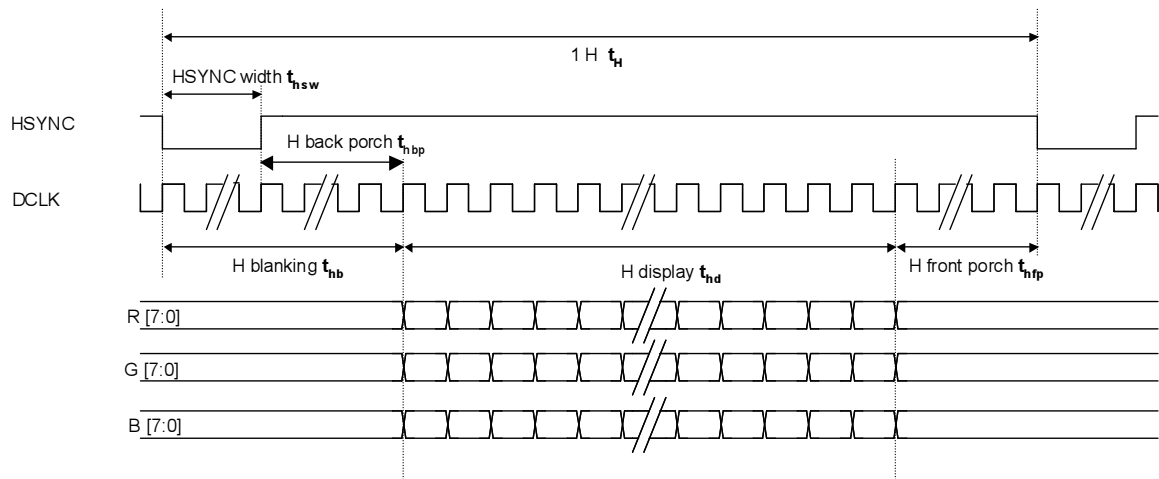 1 H t_H
HSYNC width t_hsw
HSYNC
H back porch t_hbp
DCLK
H blanking t_hb
H display t_hd
H front porch t_hfp
R [7:0]
G [7:0]
B [7:0]